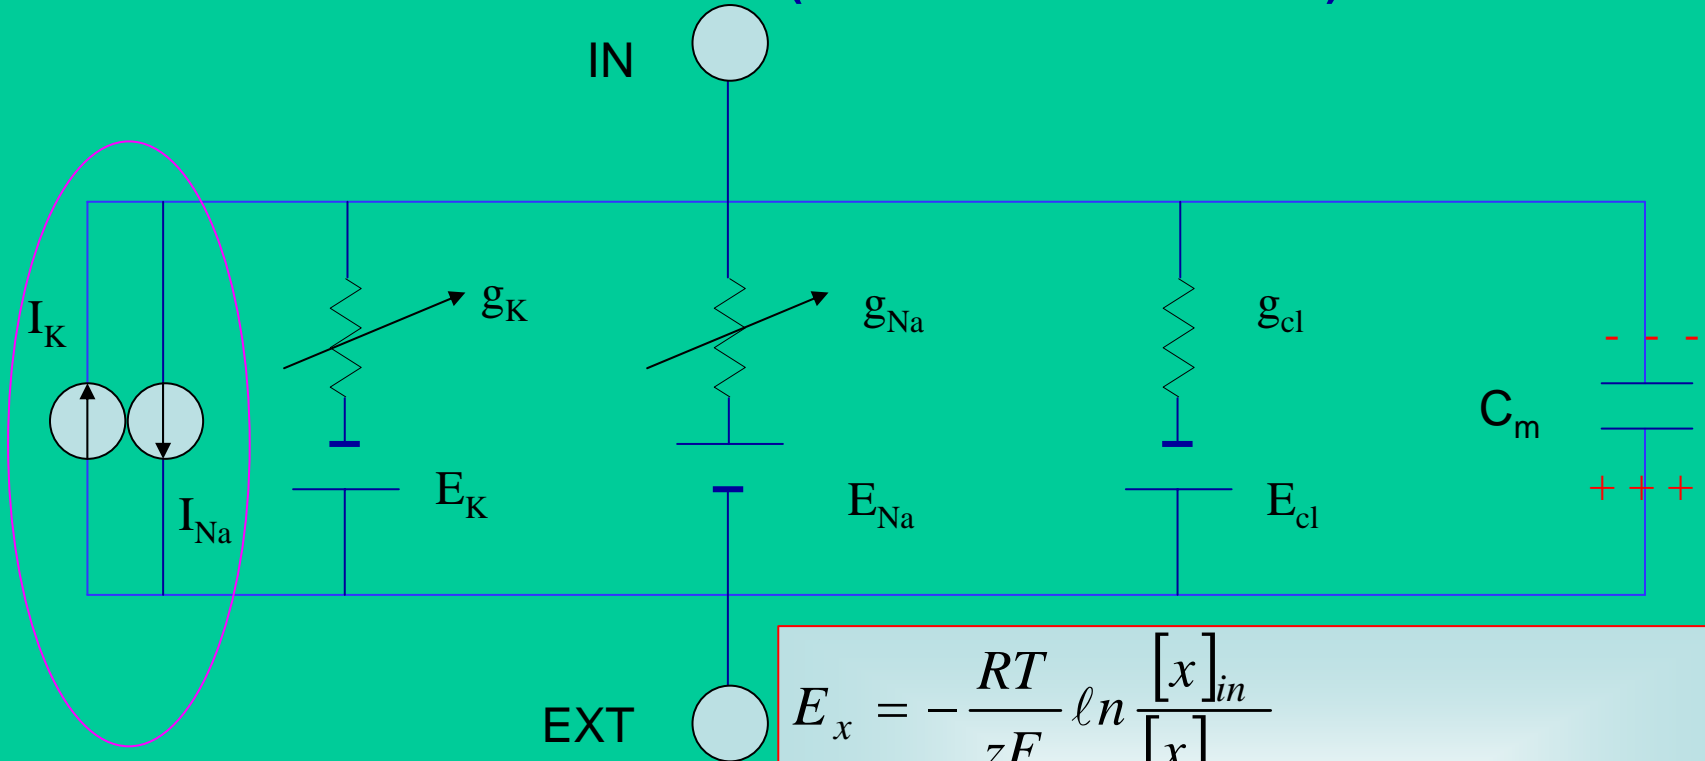 IN
I_K
g_K
g_Na
g_cl
- - -
C_m
E_K
E_Na
E_cl
+ + +
I_Na
EXT
E_x = - RT/zF ℓn [x]_in/[x]